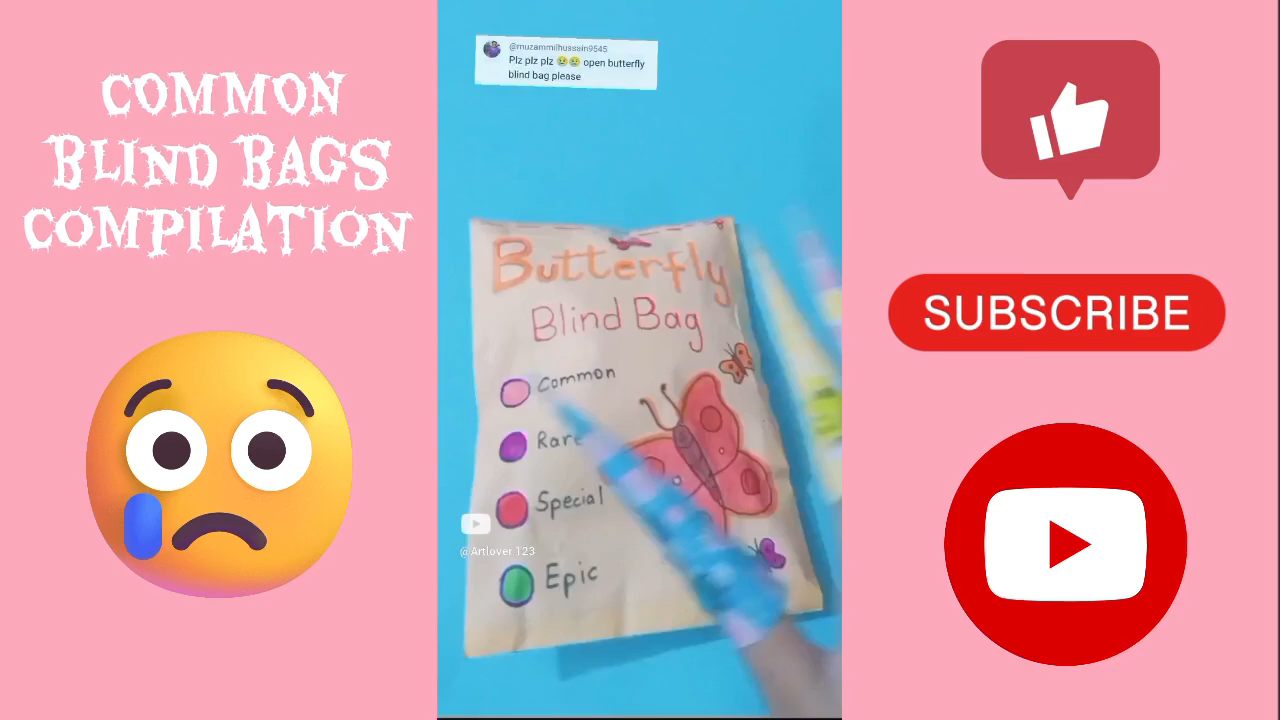 COMMON
BLIND BAGS
COMPILATION
@muzammilhussain9545
Plz plz plz 😢😢 open butterfly
blind bag please
Butterfly
Blind Bag
Common
Rare
Special
Epic
@Artlover 123
SUBSCRIBE